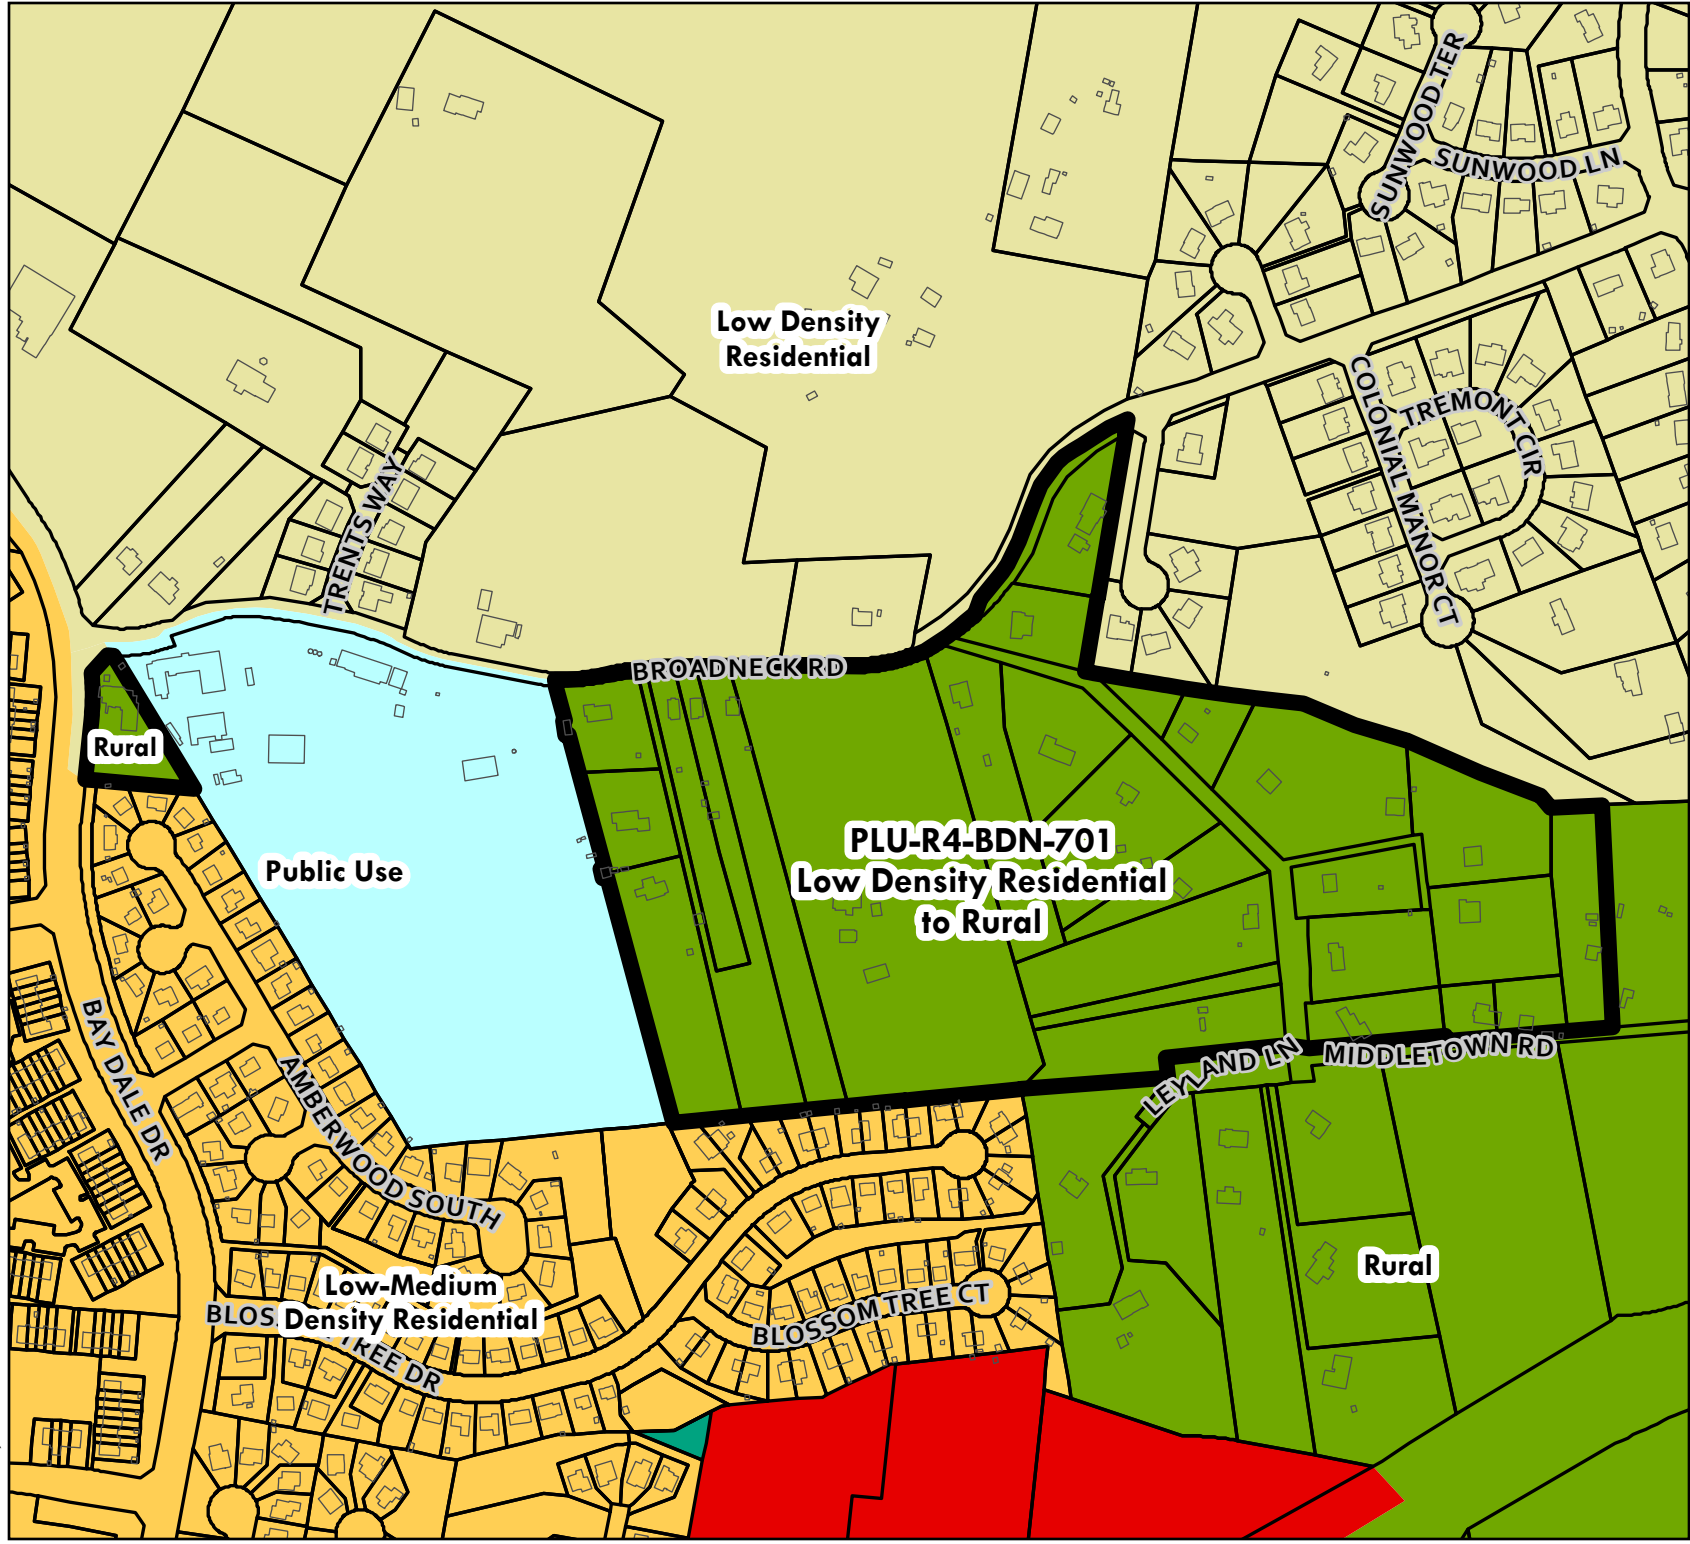 SUNWOOD TER
SUNWOOD LN
Low Density
Residential
COLONIAL MANOR CT
TREMONT CIR
TRENTS WAY
BROADNECK RD
Rural
Public Use
PLU-R4-BDN-701
Low Density Residential
to Rural
BAY DALE DR
LEYLAND LN
MIDDLETOWN RD
AMBERWOOD SOUTH
Rural
Low-Medium
Density Residential
BLOSSOM TREE CT
BLOS
TREE DR